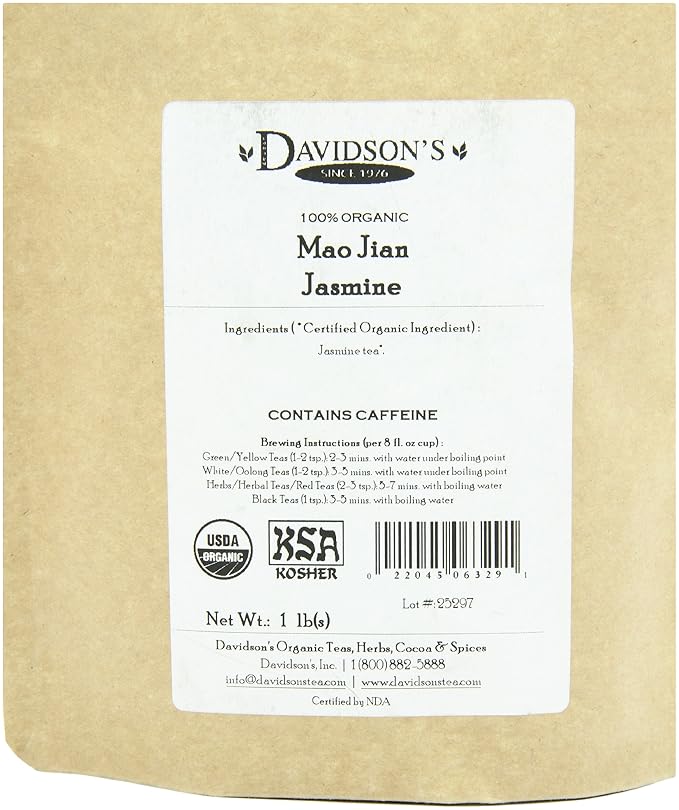 DAVIDSON'S
SINCE 1976
100% ORGANIC
Mao Jian
Jasmine
Ingredients (*Certified Organic Ingredient):
Jasmine tea*.
CONTAINS CAFFEINE
Brewing Instructions (per 8 fl. oz cup):
Green/Yellow Teas (1-2 tsp.): 2-3 mins. with water under boiling point
White/Oolong Teas (1-2 tsp.): 3-5 mins. with water under boiling point
Herbs/Herbal Teas/Red Teas (2-3 tsp.): 5-7 mins. with boiling water
Black Teas (1 tsp.): 3-5 mins. with boiling water
USDA
ORGANIC
KSA
KOSHER
0 22045 06329 1
Lot #: 25297
Net Wt.: 1 lb(s)
Davidson's Organic Teas, Herbs, Cocoa & Spices
Davidson's, Inc. | 1(800)882-5888
info@davidsonstea.com | www.davidsonstea.com
Certified by NDA